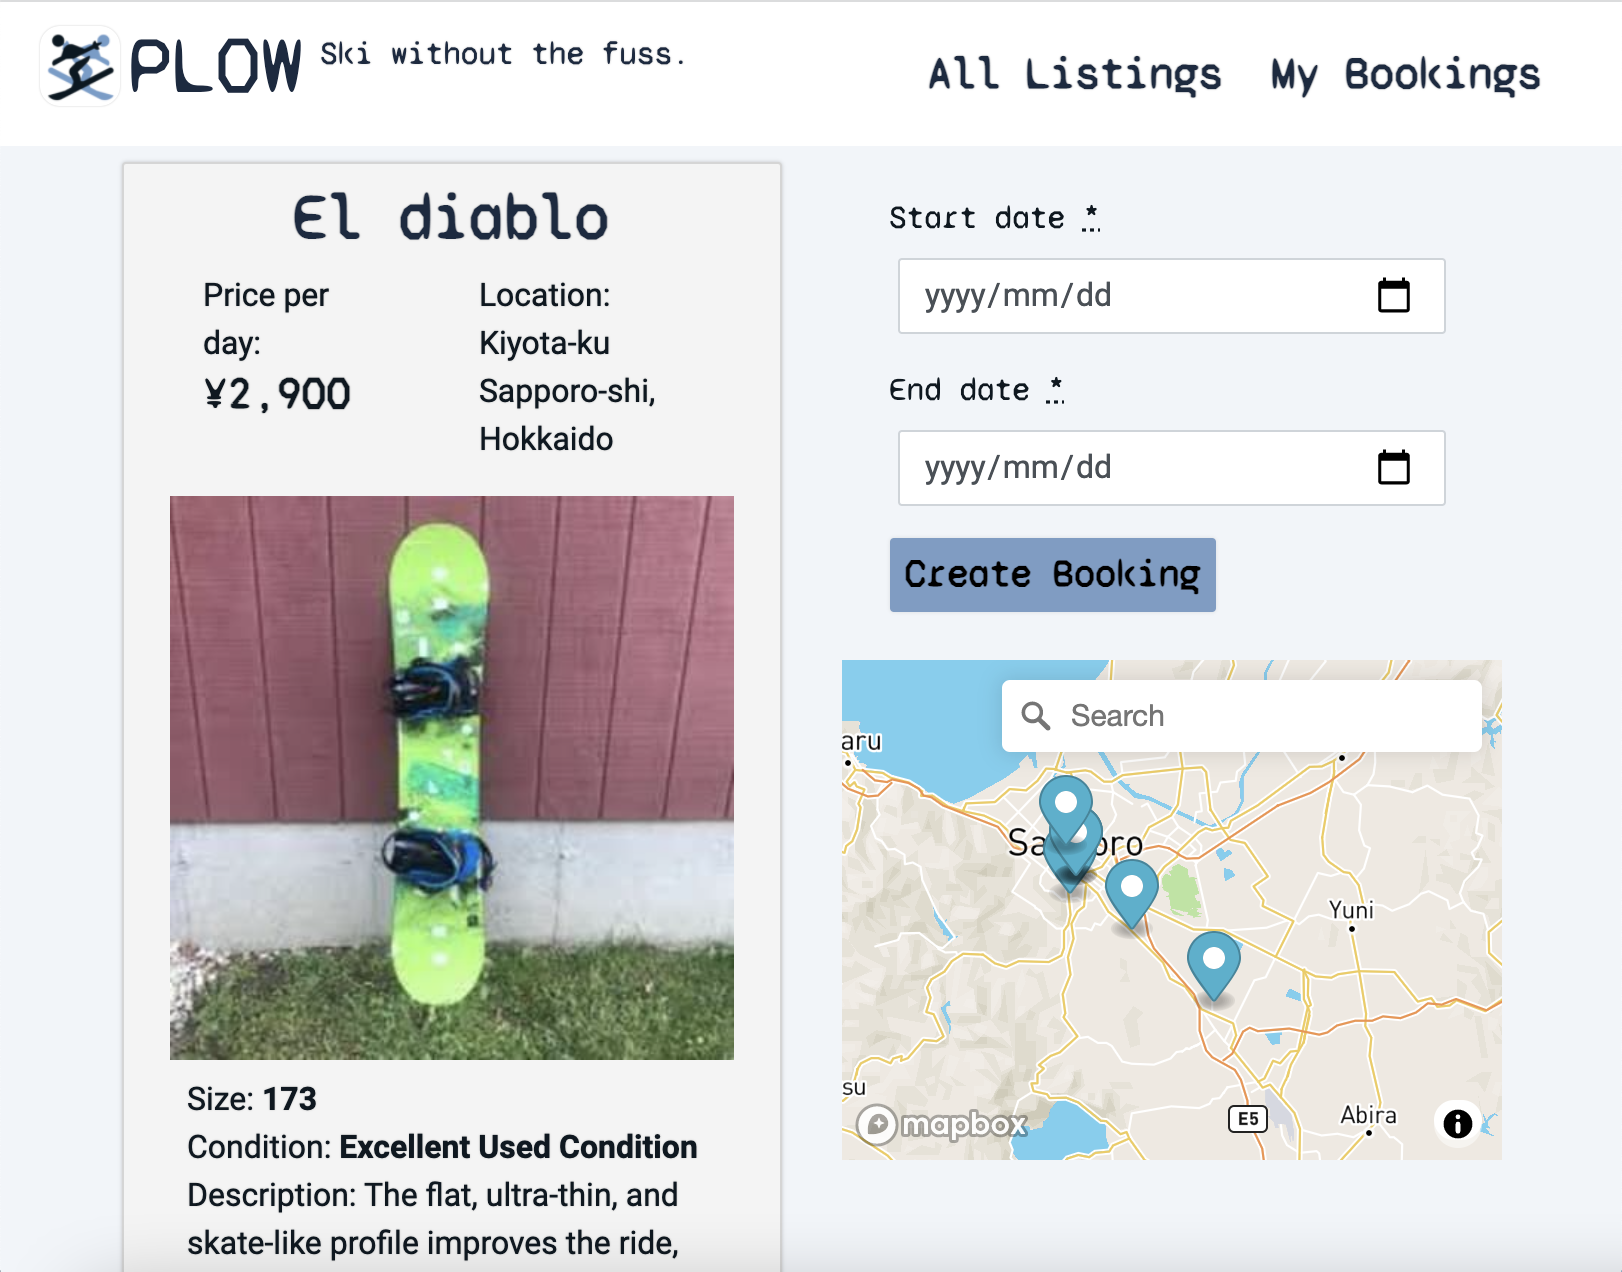 PLOW Ski without the fuss.
All Listings My Bookings
El diablo
Price per
day:
¥2,900
Location:
Kiyota-ku
Sapporo-shi,
Hokkaido
Size: 173
Condition: Excellent Used Condition
Description: The flat, ultra-thin, and
skate-like profile improves the ride,
Start date *
yyyy/mm/dd
End date *
yyyy/mm/dd
Create Booking
Search
aru
Sa oro
Yuni
su
mapbox
E5
Abira